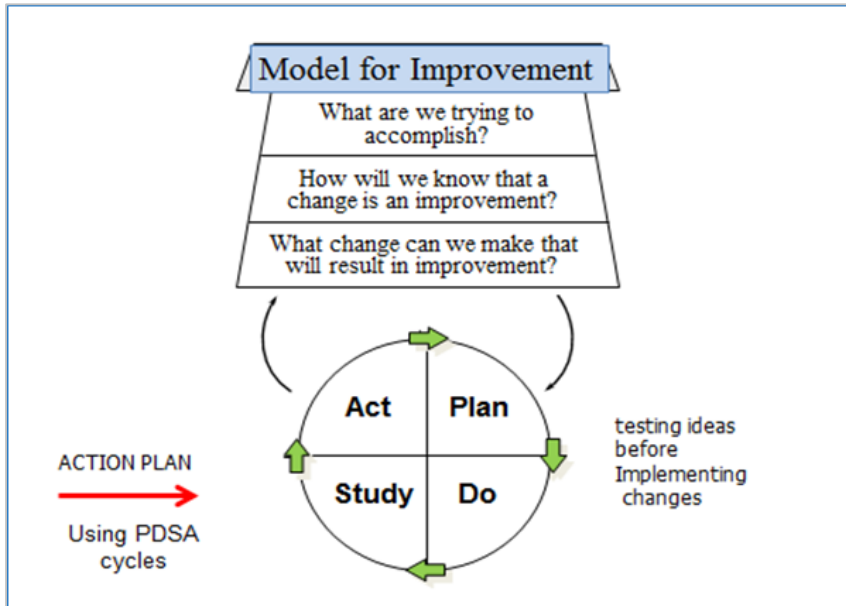 Model for Improvement
What are we trying to
accomplish?
How will we know that a
change is an improvement?
What change can we make that
will result in improvement?
Act
Plan
Study
Do
testing ideas
before
Implementing
changes
ACTION PLAN
Using PDSA
cycles